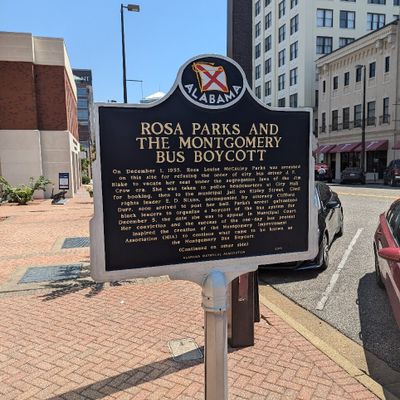 ALABAMA
ROSA PARKS AND
THE MONTGOMERY
BUS BOYCOTT
On December 1, 1955, Rosa Louise McCauley Parks was arrested
on this site for refusing the order of city bus driver J. F.
Blake to vacate her seat under the segregation laws of the Jim
Crow era. She was taken to police headquarters at City Hall
for booking, then to the municipal jail on Ripley Street. Civil
rights leader E. D. Nixon, accompanied by attorney Clifford
Durr, soon arrived to post her bail. Parks's arrest galvanized
black leaders to organize a boycott of the bus system for
December 5, the date she was to appear in Municipal Court.
Her conviction and the success of the one-day bus protest
inspired the creation of the Montgomery Improvement
Association (MIA) to continue what came to be known as
the Montgomery Bus Boycott.
(Continued on other side)
ALABAMA HISTORICAL ASSOCIATION